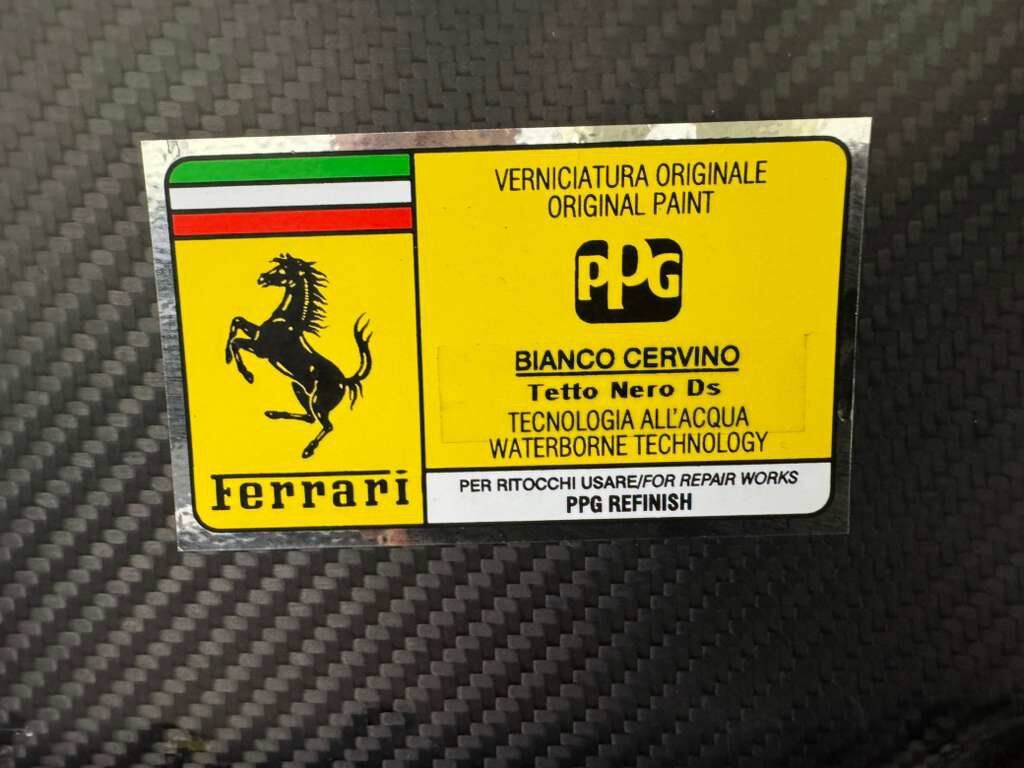 Ferrari
VERNICIATURA ORIGINALE
ORIGINAL PAINT
PPG
BIANCO CERVINO
Tetto Nero Ds
TECNOLOGIA ALL'ACQUA
WATERBORNE TECHNOLOGY
PER RITOCCHI USARE/FOR REPAIR WORKS
PPG REFINISH